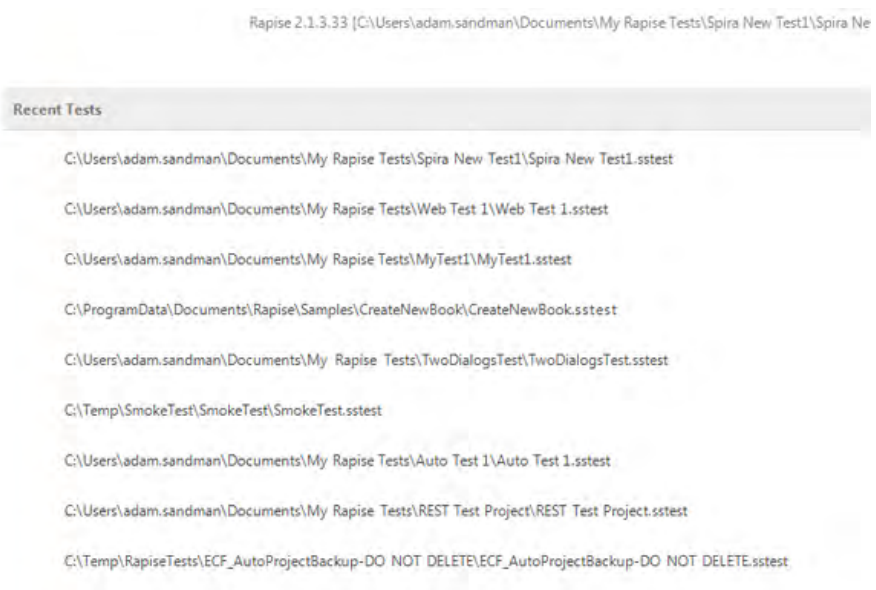 Rapise 2.1.3.33 [C:\Users\adam.sandman\Documents\My Rapise Tests\Spira New Test1\Spira Ne
Recent Tests
C:\Users\adam.sandman\Documents\My Rapise Tests\Spira New Test1\Spira New Test1.sstest
C:\Users\adam.sandman\Documents\My Rapise Tests\Web Test 1\Web Test 1.sstest
C:\Users\adam.sandman\Documents\My Rapise Tests\MyTest1\MyTest1.sstest
C:\ProgramData\Documents\Rapise\Samples\CreateNewBook\CreateNewBook.sstest
C:\Users\adam.sandman\Documents\My Rapise Tests\TwoDialogsTest\TwoDialogsTest.sstest
C:\Temp\SmokeTest\SmokeTest\SmokeTest.sstest
C:\Users\adam.sandman\Documents\My Rapise Tests\Auto Test 1\Auto Test 1.sstest
C:\Users\adam.sandman\Documents\My Rapise Tests\REST Test Project\REST Test Project.sstest
C:\Temp\RapiseTests\ECF_AutoProjectBackup-DO NOT DELETE\ECF_AutoProjectBackup-DO NOT DELETE.sstest